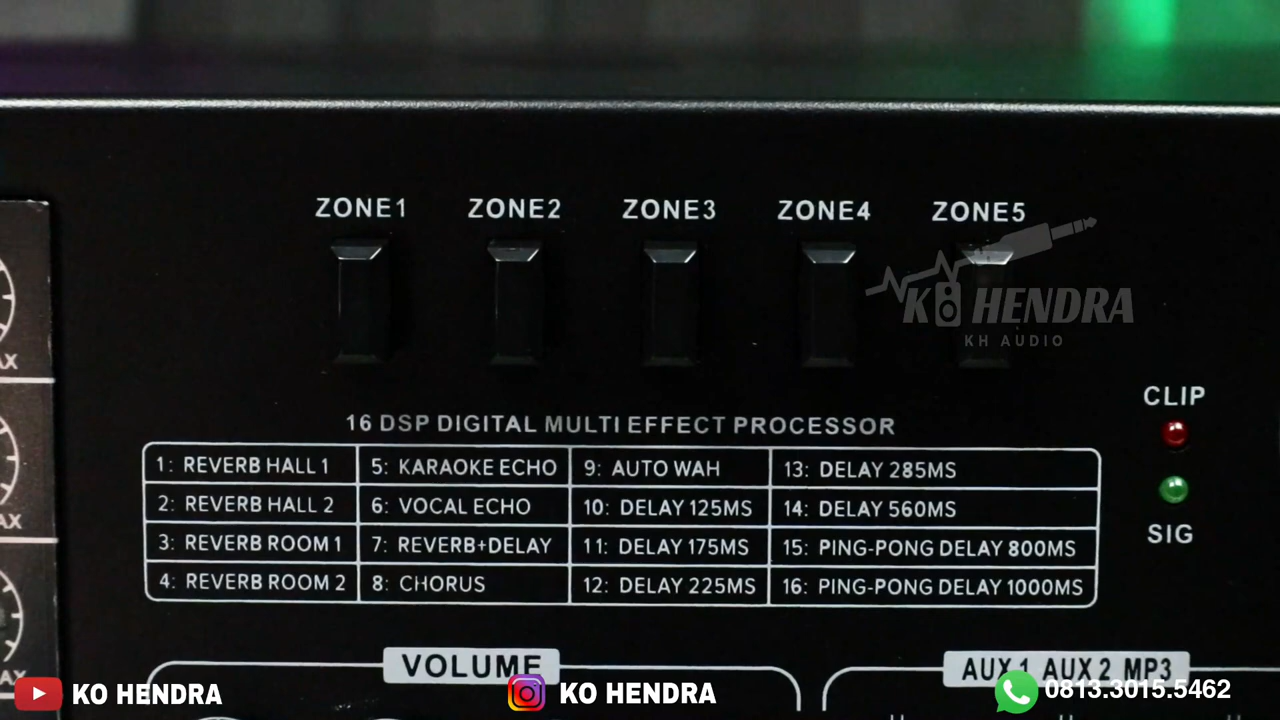 ZONE1 ZONE2 ZONE3 ZONE4 ZONE5
KO HENDRA
KH AUDIO
AX
CLIP
16 DSP DIGITAL MULTI EFFECT PROCESSOR
1: REVERB HALL 1 5: KARAOKE ECHO 9: AUTO WAH 13: DELAY 285MS
2: REVERB HALL 2 6: VOCAL ECHO 10: DELAY 125MS 14: DELAY 560MS
3: REVERB ROOM 1 7: REVERB+DELAY 11: DELAY 175MS 15: PING-PONG DELAY 800MS
4: REVERB ROOM 2 8: CHORUS 12: DELAY 225MS 16: PING-PONG DELAY 1000MS
SIG
AX
AX
VOLUME AUX 1 AUX 2 MP3
KO HENDRA KO HENDRA 0813.3015.5462